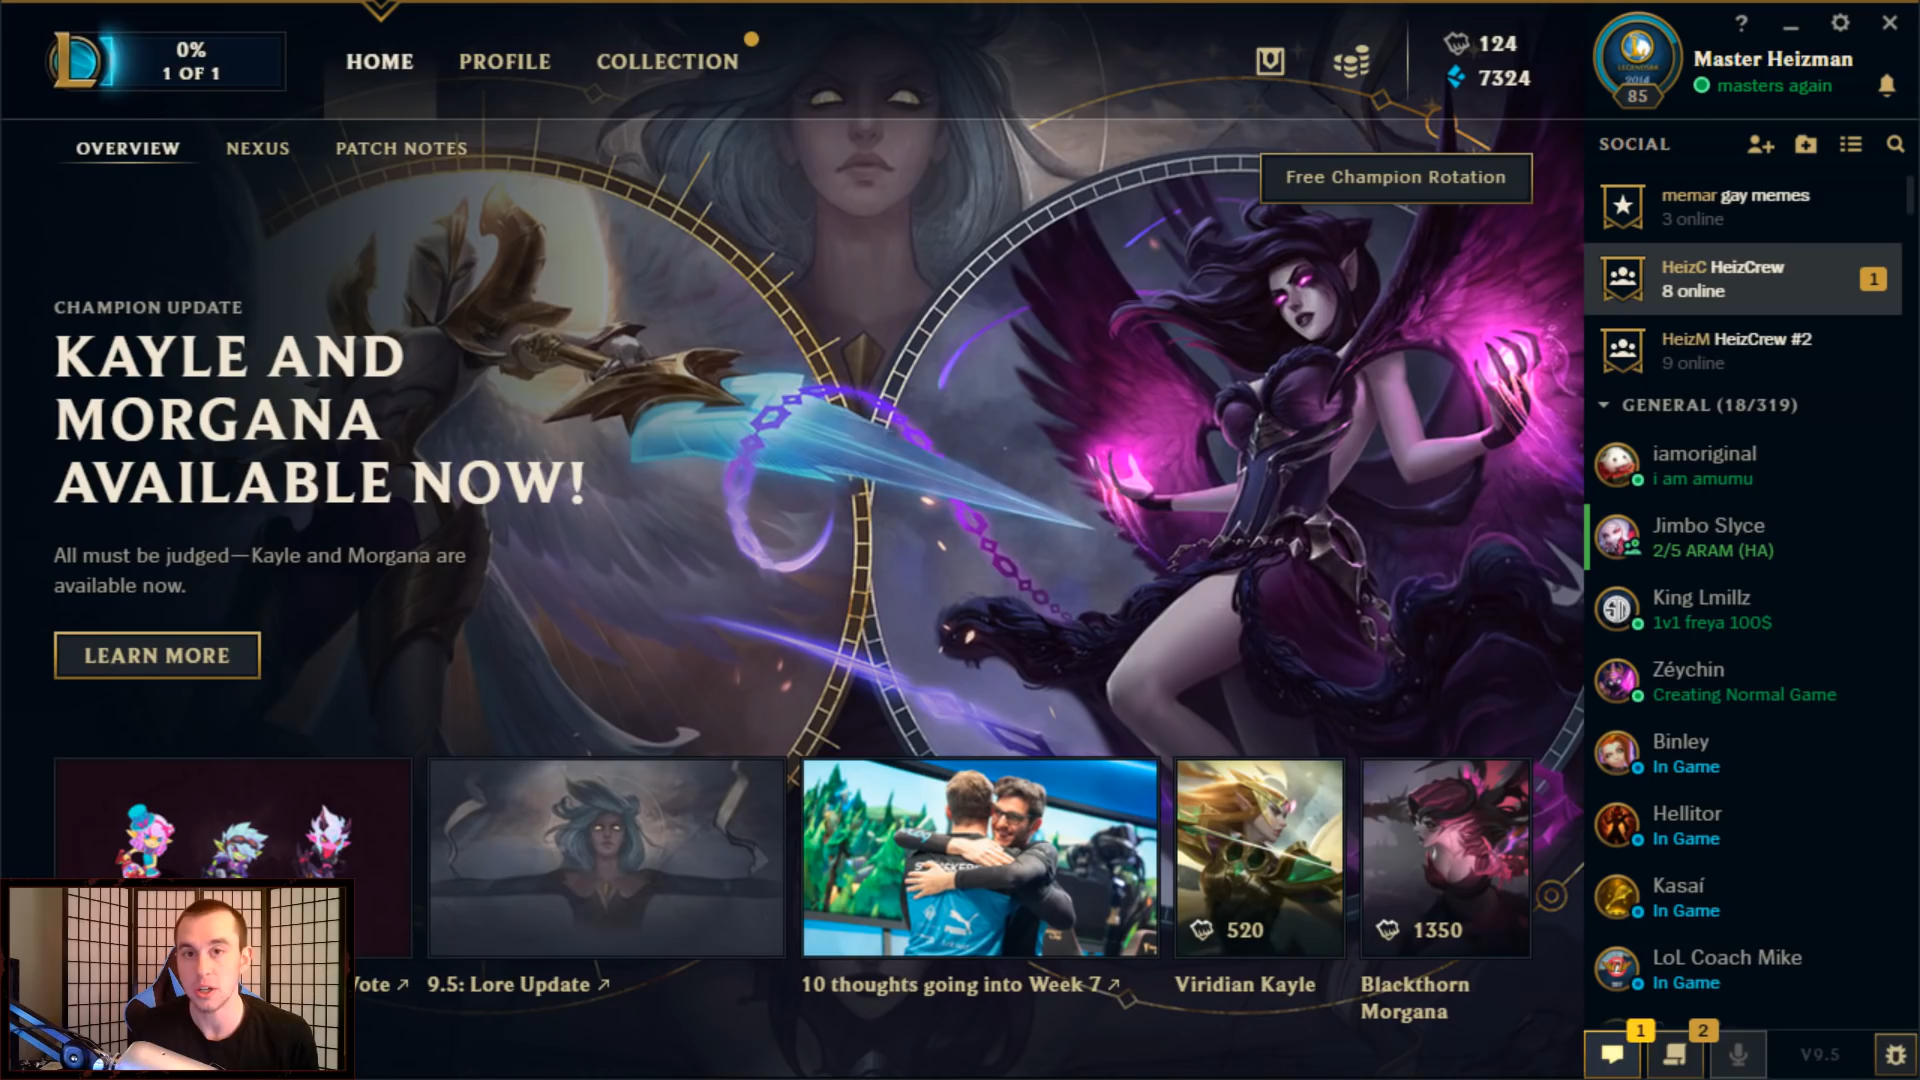 0%
1 OF 1
HOME
PROFILE
COLLECTION
124
7324
?
Master Heizman
masters again
2014
85
OVERVIEW
NEXUS
PATCH NOTES
Free Champion Rotation
SOCIAL
memar gay memes
3 online
HeizC HeizCrew
8 online
1
HeizM HeizCrew #2
9 online
GENERAL (18/319)
iamoriginal
i am amumu
Jimbo Slyce
2/5 ARAM (HA)
King Lmillz
1v1 freya 100$
Zéychin
Creating Normal Game
Binley
In Game
Hellitor
In Game
Kasaí
In Game
LoL Coach Mike
In Game
CHAMPION UPDATE
KAYLE AND
MORGANA
AVAILABLE NOW!
All must be judged—Kayle and Morgana are
available now.
LEARN MORE
520
1350
Vote
9.5: Lore Update
10 thoughts going into Week 7
Viridian Kayle
Blackthorn
Morgana
1
2
V9.5